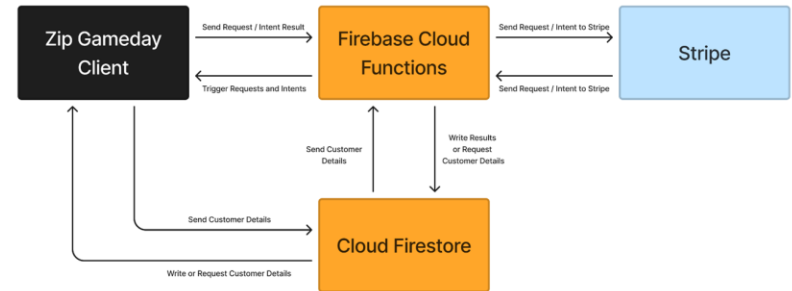 Send Request / Intent Result
Send Request / Intent to Stripe
Zip Gameday
Client
Firebase Cloud
Functions
Stripe
Trigger Requests and Intents
Send Request / Intent to Stripe
Send Customer
Details
Write Results
or Request
Customer Details
Send Customer Details
Cloud Firestore
Write or Request Customer Details